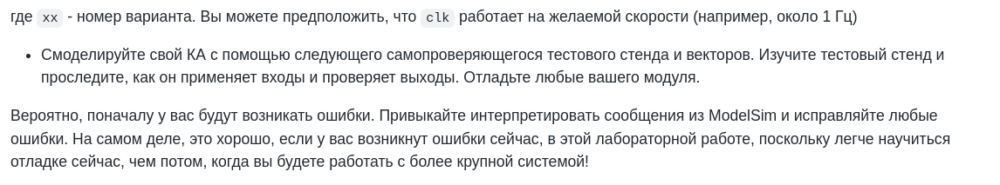 где xx - номер варианта. Вы можете предположить, что clk работает на желаемой скорости (например, около 1 Гц)
• Смоделируйте свой КА с помощью следующего самопроверяющегося тестового стенда и векторов. Изучите тестовый стенд и
проследите, как он применяет входы и проверяет выходы. Отладьте любые вашего модуля.
Вероятно, поначалу у вас будут возникать ошибки. Привыкайте интерпретировать сообщения из ModelSim и исправляйте любые
ошибки. На самом деле, это хорошо, если у вас возникнут ошибки сейчас, в этой лабораторной работе, поскольку легче научиться
отладке сейчас, чем потом, когда вы будете работать с более крупной системой!